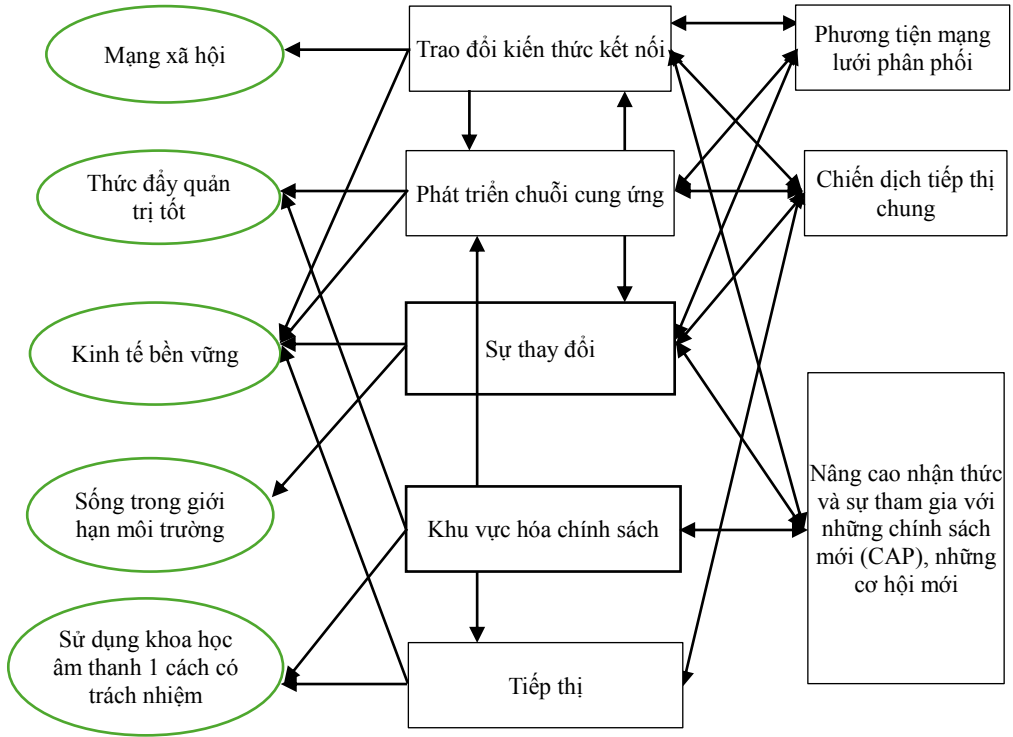 Mạng xã hội
Trao đổi kiến thức kết nối
Phương tiện mạng
lưới phân phối
Thức đẩy quản
trị tốt
Phát triển chuỗi cung ứng
Chiến dịch tiếp thị
chung
Kinh tế bền vững
Sự thay đổi
Sống trong giới
hạn môi trường
Khu vực hóa chính sách
Nâng cao nhận thức
và sự tham gia với
những chính sách
mới (CAP), những
cơ hội mới
Sử dụng khoa học
âm thanh 1 cách có
trách nhiệm
Tiếp thị